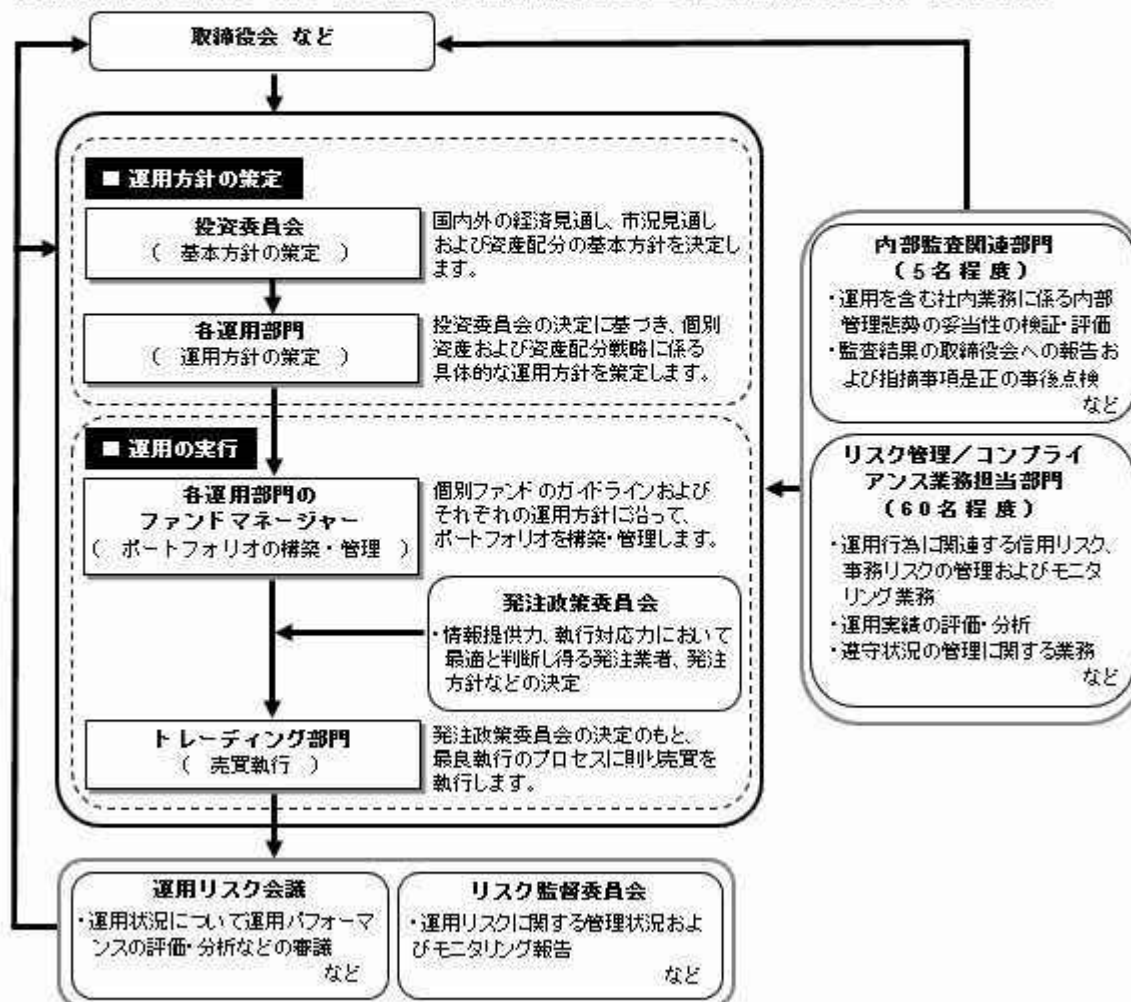 取締役会 など
■ 運用方針の策定
投資委員会
( 基本方針の策定 )
国内外の経済見通し、市況見通し
および資産配分の基本方針を決定し
ます。
各運用部門
( 運用方針の策定 )
投資委員会の決定に基づき、個別
資産および資産配分戦略に係る
具体的な運用方針を策定します。
■ 運用の実行
各運用部門の
ファンドマネージャー
( ポートフォリオの構築・管理 )
個別ファンドのガイドラインおよび
それぞれの運用方針に沿って、
ポートフォリオを構築・管理します。
発注政策委員会
・情報提供力、執行対応力において
最適と判断し得る発注業者、発注
方針などの決定
トレーディング部門
( 売買執行 )
発注政策委員会の決定のもと、
最良執行のプロセスに則り売買を
執行します。
内部監査関連部門
(5名程度)
・運用を含む社内業務に係る内部
管理態勢の妥当性の検証・評価
・監査結果の取締役会への報告お
よび指摘事項是正の事後点検
など
リスク管理/コンプライ
アンス業務担当部門
(60名程度)
・運用行為に関連する信用リスク、
事務リスクの管理およびモニタ
リング業務
・運用実績の評価・分析
・遵守状況の管理に関する業務
など
運用リスク会議
・運用状況について運用パフォーマ
ンスの評価・分析などの審議
など
リスク監督委員会
・運用リスクに関する管理状況およ
びモニタリング報告
など